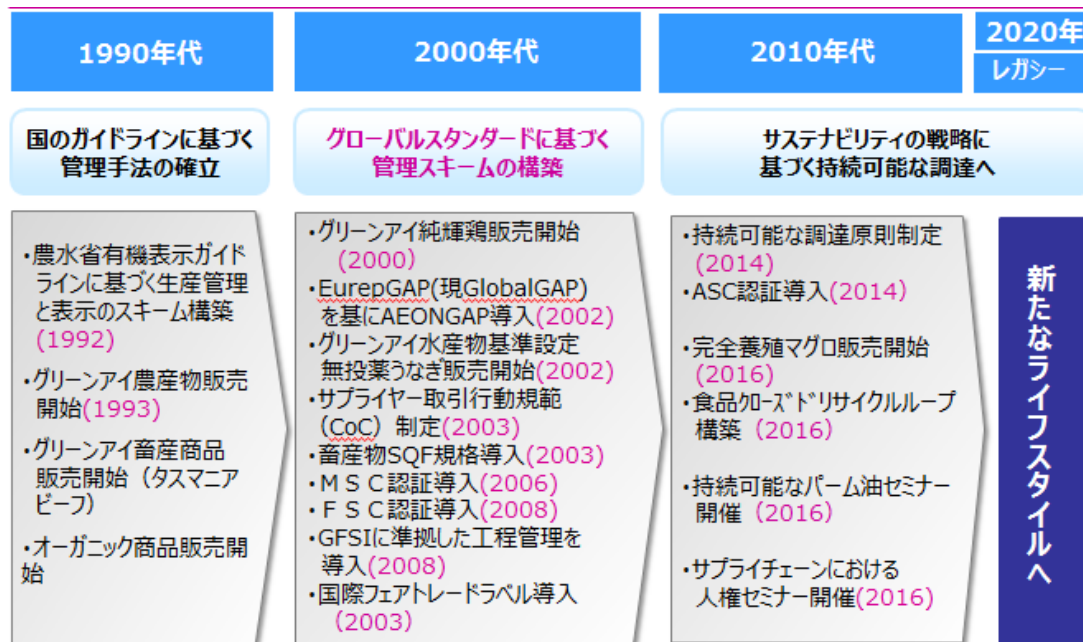 1990年代
国のガイドラインに基づく
管理手法の確立
・農水省有機表示ガイド
ラインに基づく生産管理
と表示のスキーム構築
(1992)
・グリーンアイ農産物販売
開始(1993)
・グリーンアイ畜産商品
販売開始（タスマニア
ビーフ）
・オーガニック商品販売開
始
2000年代
グローバルスタンダードに基づく
管理スキームの構築
・グリーンアイ純輝鶏販売開始
(2000)
・EurepGAP(現GlobalGAP)
を基にAEONGAP導入(2002)
・グリーンアイ水産物基準設定
無投薬うなぎ販売開始(2002)
・サプライヤー取引行動規範
（CoC）制定(2003)
・畜産物SQF規格導入(2003)
・ＭＳＣ認証導入(2006)
・ＦＳＣ認証導入(2008)
・GFSIに準拠した工程管理を
導入(2008)
・国際フェアトレードラベル導入
（2003）
2010年代
サステナビリティの戦略に
基づく持続可能な調達へ
・持続可能な調達原則制定
(2014)
・ASC認証導入(2014)
・完全養殖マグロ販売開始
(2016)
・食品ｸﾛｰｽﾞﾄﾞリサイクルループ
構築（2016）
・持続可能なパーム油セミナー
開催（2016）
・サプライチェーンにおける
人権セミナー開催(2016)
2020年
レガシー
新たなライフスタイルへ